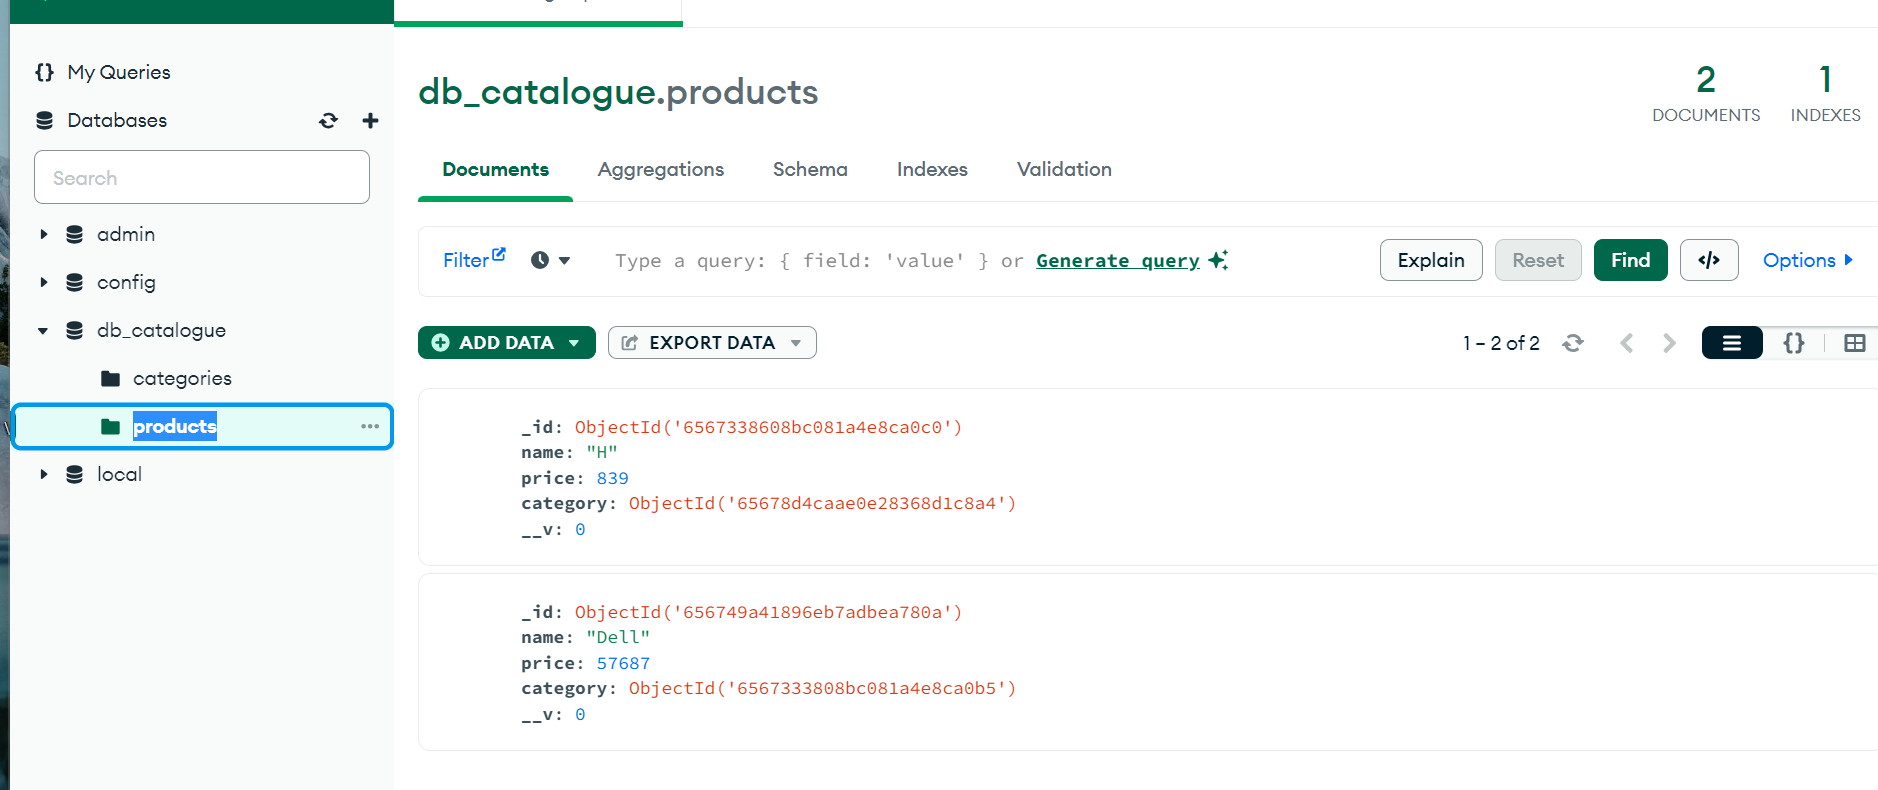 My Queries
Databases
Search
admin
config
db_catalogue
categories
products
local
db_catalogue.products
2
DOCUMENTS
1
INDEXES
Documents Aggregations Schema Indexes Validation
Filter Type a query: { field: 'value' } or Generate query Explain Reset Find </> Options
ADD DATA EXPORT DATA 1 – 2 of 2 {}
_id: ObjectId('6567338608bc081a4e8ca0c0')
name: "H"
price: 839
category: ObjectId('65678d4caae0e28368d1c8a4')
__v: 0
_id: ObjectId('656749a41896eb7adbea780a')
name: "Dell"
price: 57687
category: ObjectId('6567333808bc081a4e8ca0b5')
__v: 0